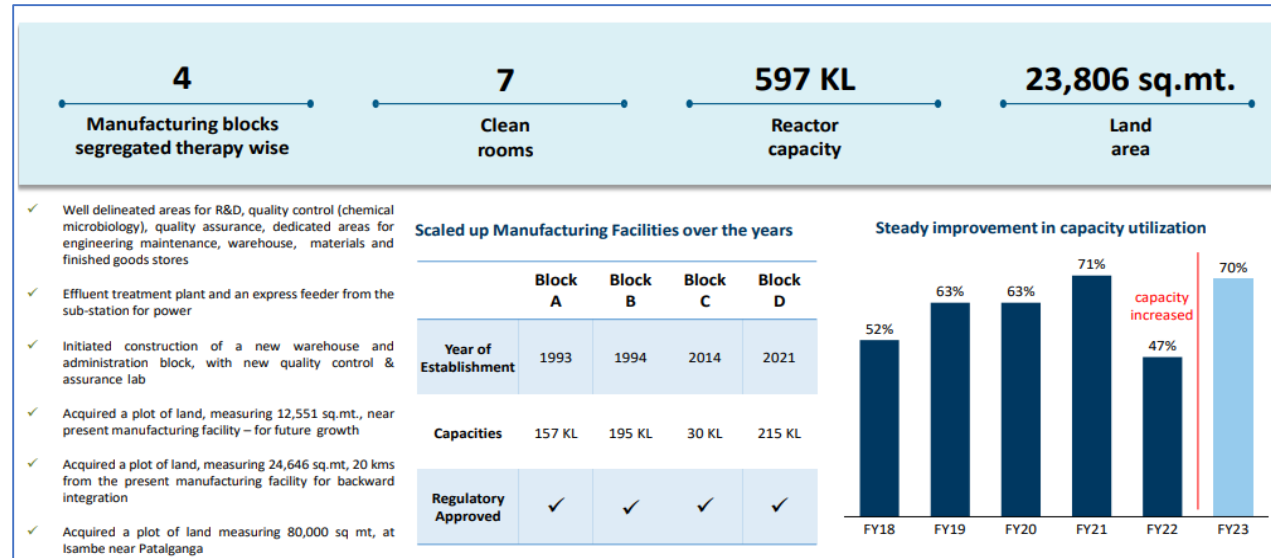 4
Manufacturing blocks
segregated therapy wise
7
Clean
rooms
597 KL
Reactor
capacity
23,806 sq.mt.
Land
area
✓ Well delineated areas for R&D, quality control (chemical
microbiology), quality assurance, dedicated areas for
engineering maintenance, warehouse, materials and
finished goods stores
✓ Effluent treatment plant and an express feeder from the
sub-station for power
✓ Initiated construction of a new warehouse and
administration block, with new quality control &
assurance lab
✓ Acquired a plot of land, measuring 12,551 sq.mt., near
present manufacturing facility – for future growth
✓ Acquired a plot of land, measuring 24,646 sq.mt, 20 kms
from the present manufacturing facility for backward
integration
✓ Acquired a plot of land measuring 80,000 sq mt, at
Isambe near Patalganga
Scaled up Manufacturing Facilities over the years
Block A Block B Block C Block D
Year of Establishment 1993 1994 2014 2021
Capacities 157 KL 195 KL 30 KL 215 KL
Regulatory Approved ✓ ✓ ✓ ✓
Steady improvement in capacity utilization
52% 63% 63% 71% 47% 70%
capacity
increased
FY18 FY19 FY20 FY21 FY22 FY23